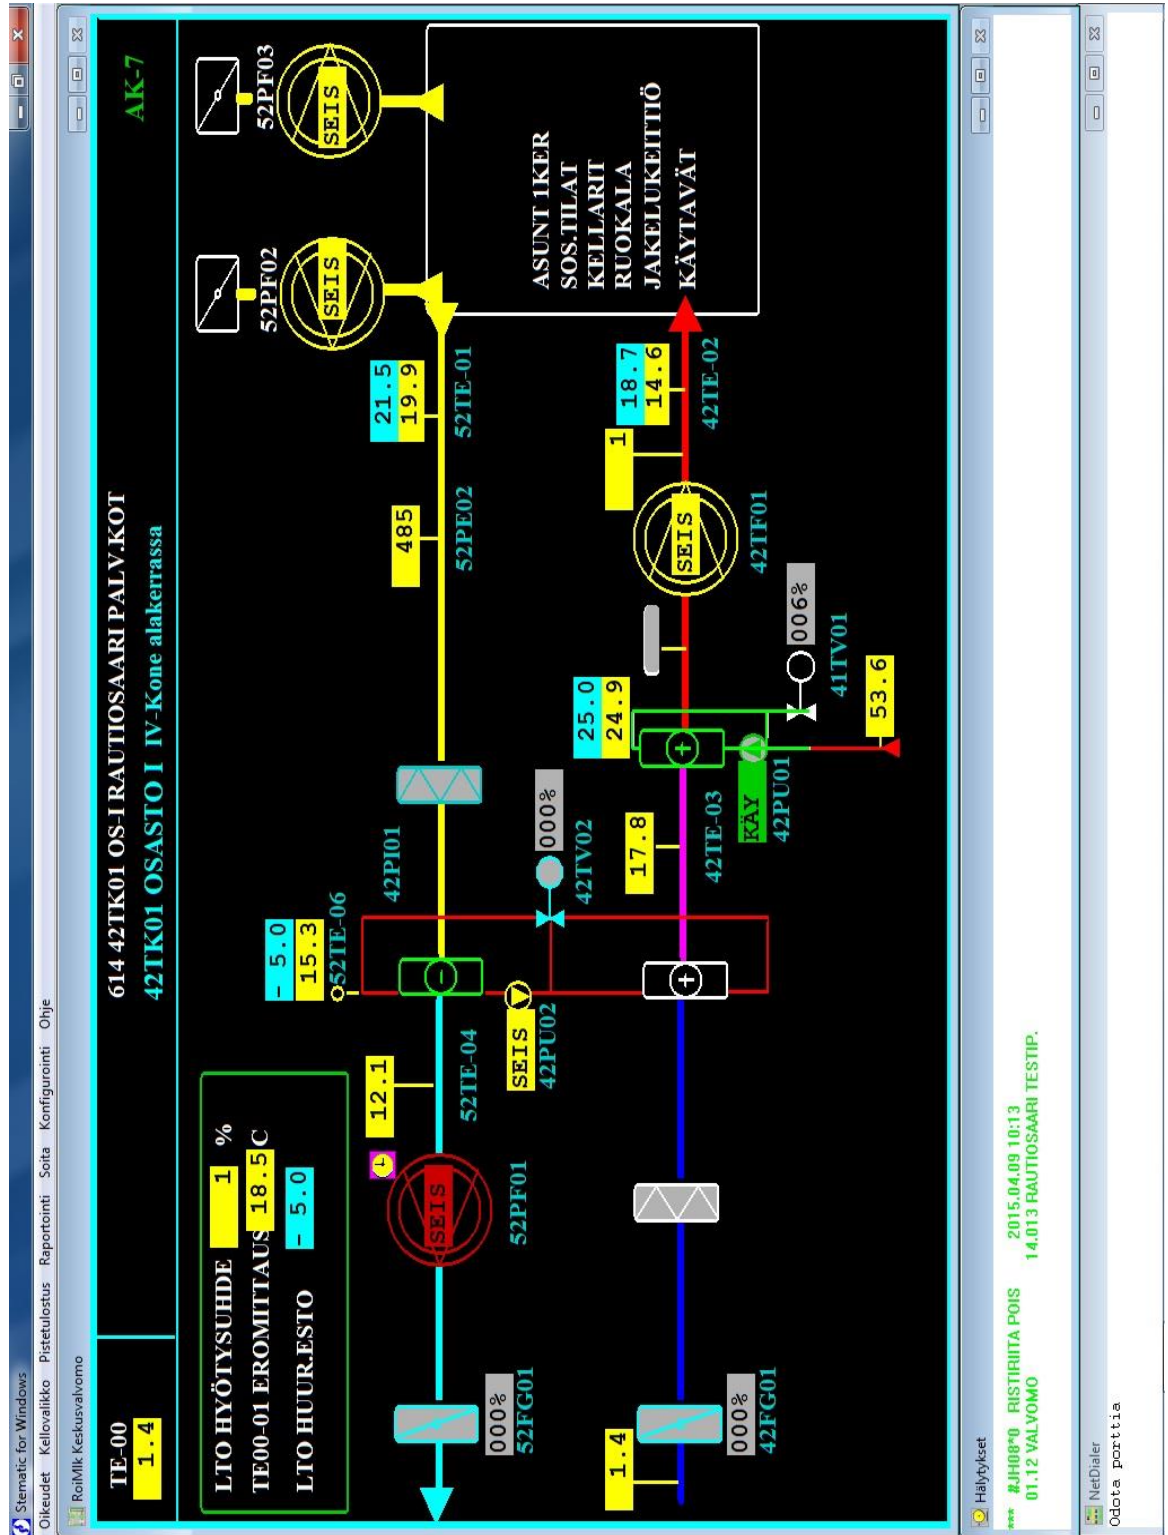 Stematic for Windows
Oikeudet Kellovalikko Pistetulostus Raportointi Soita Konfigurointi Ohje
RoiMlk Keskusvalvomo
TE-00
1.4
614 42TK01 OS-I RAUTIOSAARI PALV.KOT
42TK01 OSASTO I IV-Kone alakerrassa
AK-7
LTO HYÖTYSUHDE 1 %
TE00-01 EROMITTAUS 18.5 C
LTO HUUR.ESTO - 5.0
- 5.0
15.3
52TE-06
52PF02
SEIS
52PF03
SEIS
12.1
52TE-04
SEIS
52PF01
000%
52FG01
42PI01
485
52PE02
21.5
19.9
52TE-01
SEIS
42PU02
000%
42TV02
ASUNT 1KER
SOS.TILAT
KELLARIT
RUOKALA
JAKELUKEITTIÖ
KÄYTAVÄT
1.4
000%
42FG01
17.8
42TE-03
25.0
24.9
KÄY
42PU01
006%
41TV01
53.6
SEIS
42TF01
1
18.7
14.6
42TE-02
Hälytykset
*** #JH08*0 RISTIRIITA POIS 2015.04.09 10:13
01.12 VALVOMO 14.013 RAUTIOSAARI TESTIP.
NetDialer
Odota porttia